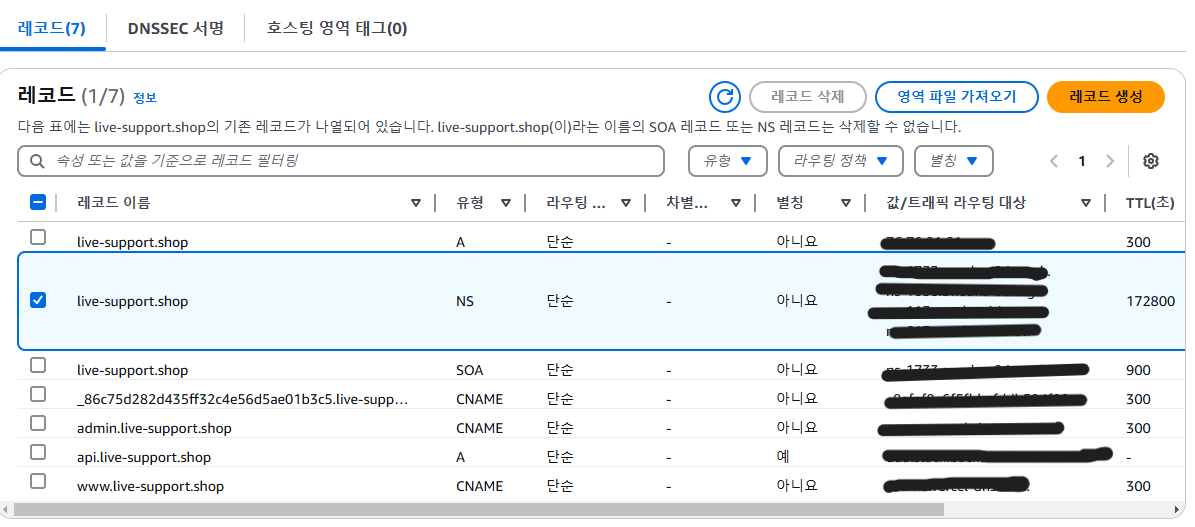 레코드(7)
DNSSEC 서명
호스팅 영역 태그(0)
레코드 (1/7) 정보
레코드 삭제
영역 파일 가져오기
레코드 생성
다음 표에는 live-support.shop의 기존 레코드가 나열되어 있습니다. live-support.shop(이)라는 이름의 SOA 레코드 또는 NS 레코드는 삭제할 수 없습니다.
속성 또는 값을 기준으로 레코드 필터링
유형
라우팅 정책
별칭
1
레코드 이름 유형 라우팅 ... 차별... 별칭 값/트래픽 라우팅 대상 TTL(초)
live-support.shop A 단순 - 아니요 300
live-support.shop NS 단순 - 아니요 172800
live-support.shop SOA 단순 - 아니요 900
_86c75d282d435ff32c4e56d5ae01b3c5.live-supp... CNAME 단순 - 아니요 300
admin.live-support.shop CNAME 단순 - 아니요 300
api.live-support.shop A 단순 - 예 -
www.live-support.shop CNAME 단순 - 아니요 300